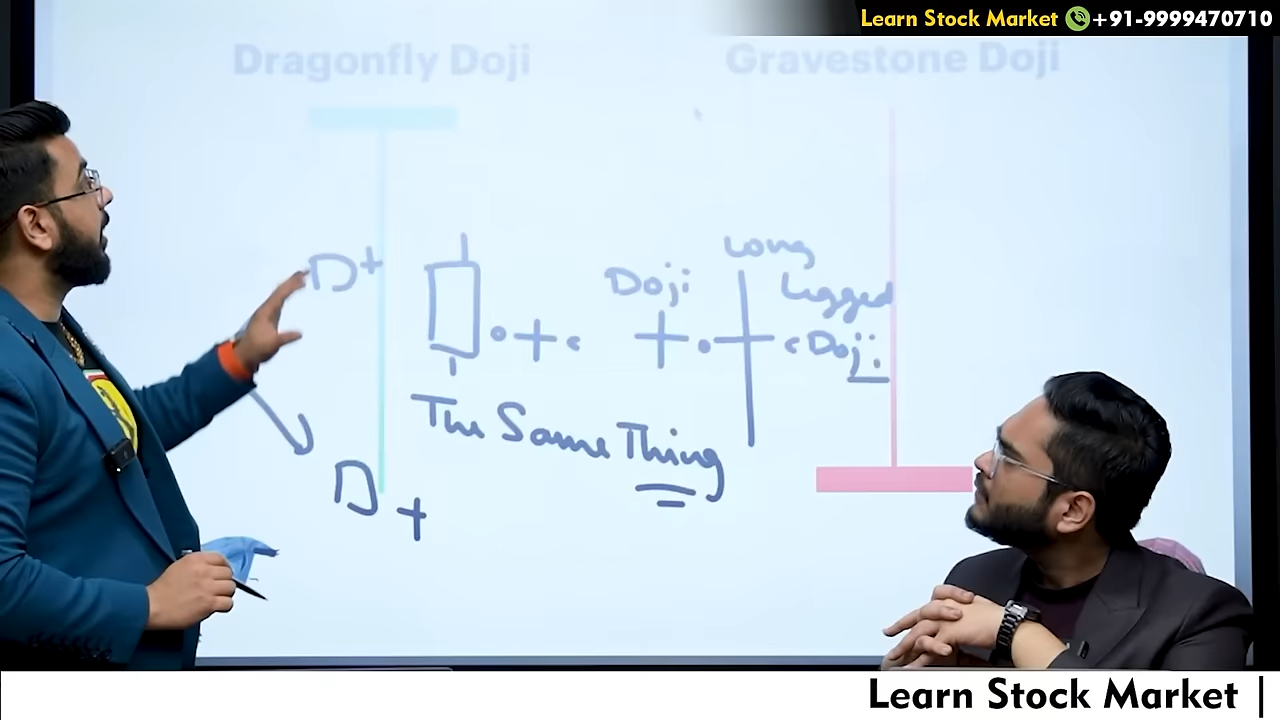 Learn Stock Market +91-9999470710
Dragonfly Doji
Gravestone Doji
D+
Doji
Long
Legged
Doji
The Same Thing
D
+
Learn Stock Market |